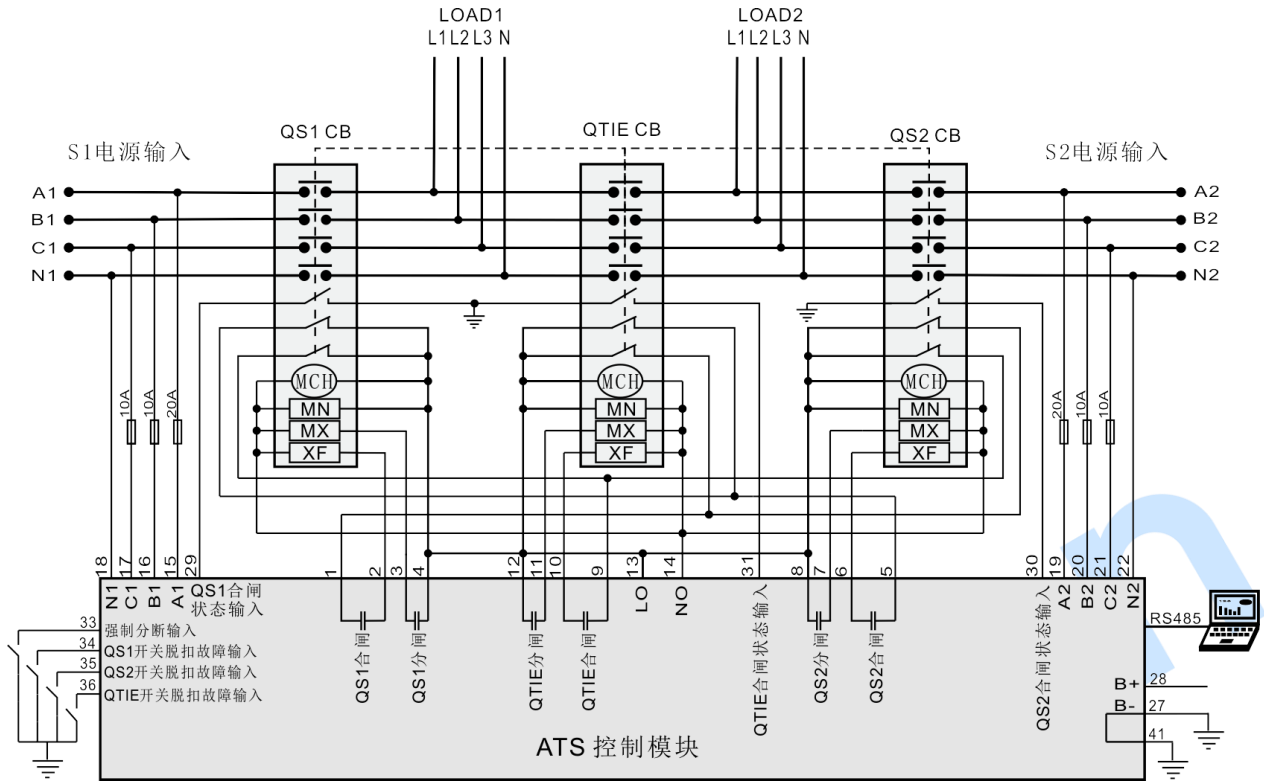 LOAD1
L1 L2 L3 N
LOAD2
L1 L2 L3 N
QS1 CB
QTIE CB
QS2 CB
S1电源输入
S2电源输入
A1
A2
B1
B2
C1
C2
N1
N2
MCH
MN
MX
XF
MCH
MN
MX
XF
MCH
MN
MX
XF
10A
10A
20A
20A
10A
10A
18
17
16
15
29
1
2
3
4
12
11
10
9
13
14
31
8
7
6
5
30
19
20
21
22
N1
C1
B1
A1
QS1合闸
状态输入
QS1合闸
QS1分闸
QTIE分闸
QTIE合闸
LO
NO
QTIE合闸状态输入
QS2分闸
QS2合闸
QS2合闸状态输入
A2
B2
C2
N2
33
强制分断输入
34
QS1开关脱扣故障输入
35
QS2开关脱扣故障输入
36
QTIE开关脱扣故障输入
RS485
B+
28
B-
27
41
ATS 控制模块